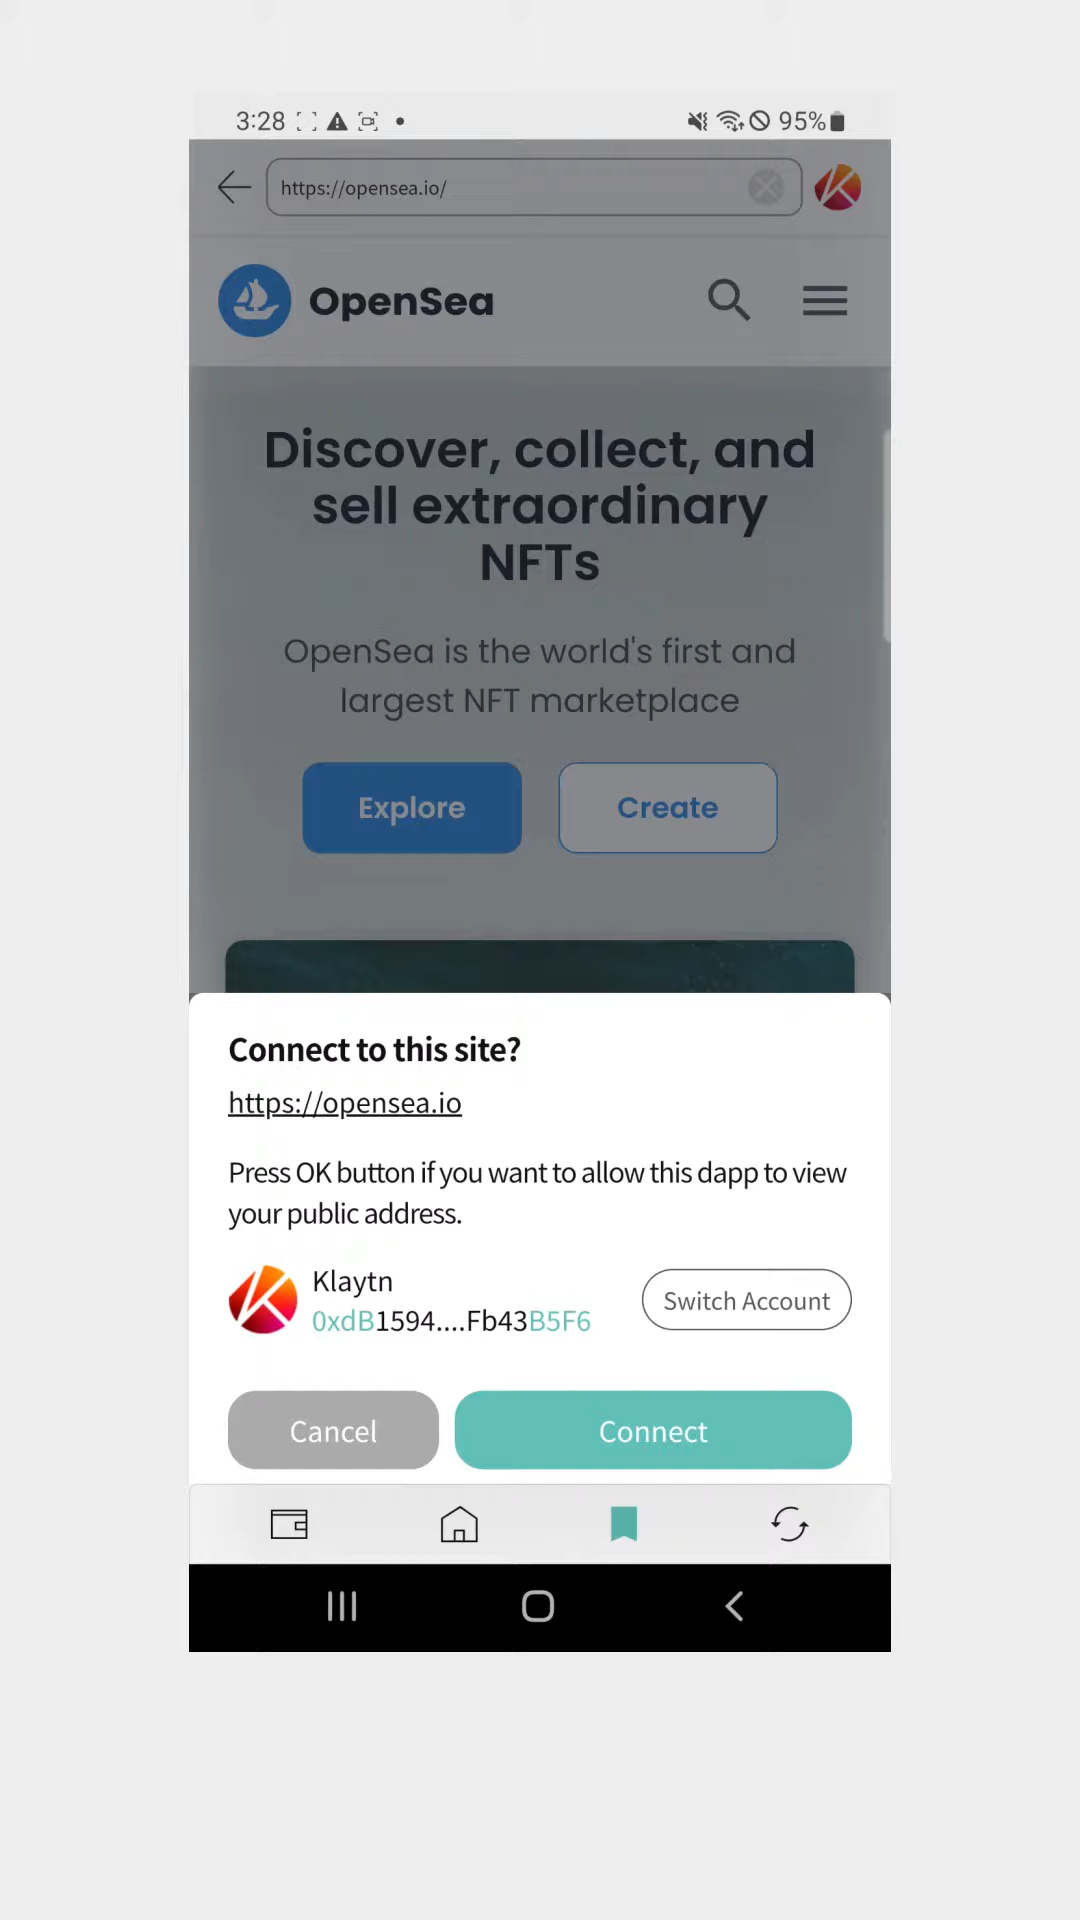 3:28
95%
https://opensea.io/
OpenSea
Discover, collect, and
sell extraordinary
NFTs
OpenSea is the world's first and
largest NFT marketplace
Explore
Create
Connect to this site?
https://opensea.io
Press OK button if you want to allow this dapp to view
your public address.
Klaytn
0xdB1594....Fb43B5F6
Switch Account
Cancel
Connect